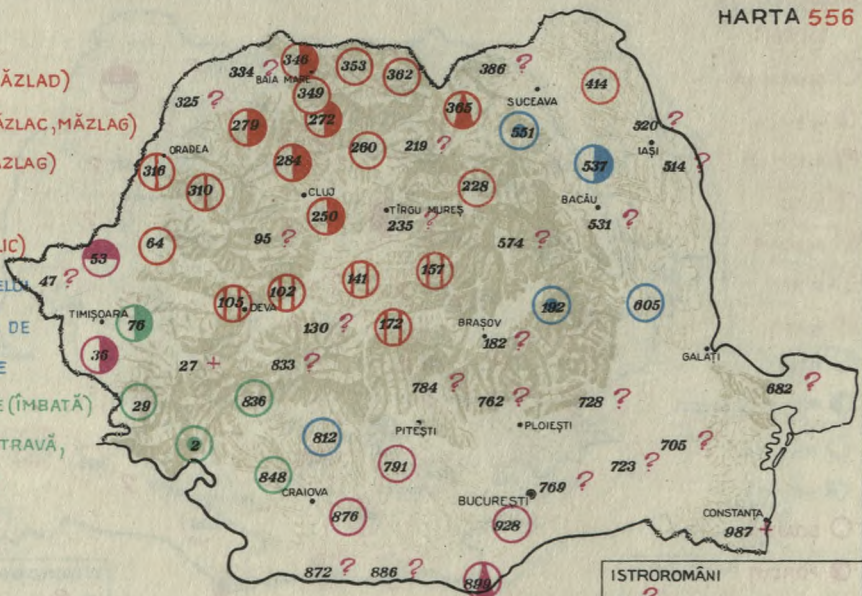 HARTA 556
ĂZLAD)
ĂZLAC, MĂZLAG)
ĂZLAG)
LIC)
ELUI
DE
E
E (ÎMBATĂ)
TRAVĂ,
334 ?
346
353
362
386 ?
414
BAIA MARE
349
325 ?
SUCEAVA
365
279
272
551
520 ?
IAȘI
219 ?
ORADEA
260
537
514 ?
284
316
310
CLUJ
228
BACĂU
TÎRGU MUREȘ
250
235 ?
531 ?
95 ?
574 ?
64
53
47 ?
157
141
102
105
DEVA
192
605
TIMIȘOARA
76
130 ?
172
BRAȘOV
182 ?
35
27 +
833 ?
GALAȚI
784 ?
682 ?
29
836
762 ?
728 ?
PITEȘTI
PLOIEȘTI
2
812
705 ?
791
723 ?
848
CRAIOVA
BUCUREȘTI
769 ?
876
928
CONSTANȚA
987 +
872 ?
886 ?
899
ISTROROMÂNI
?